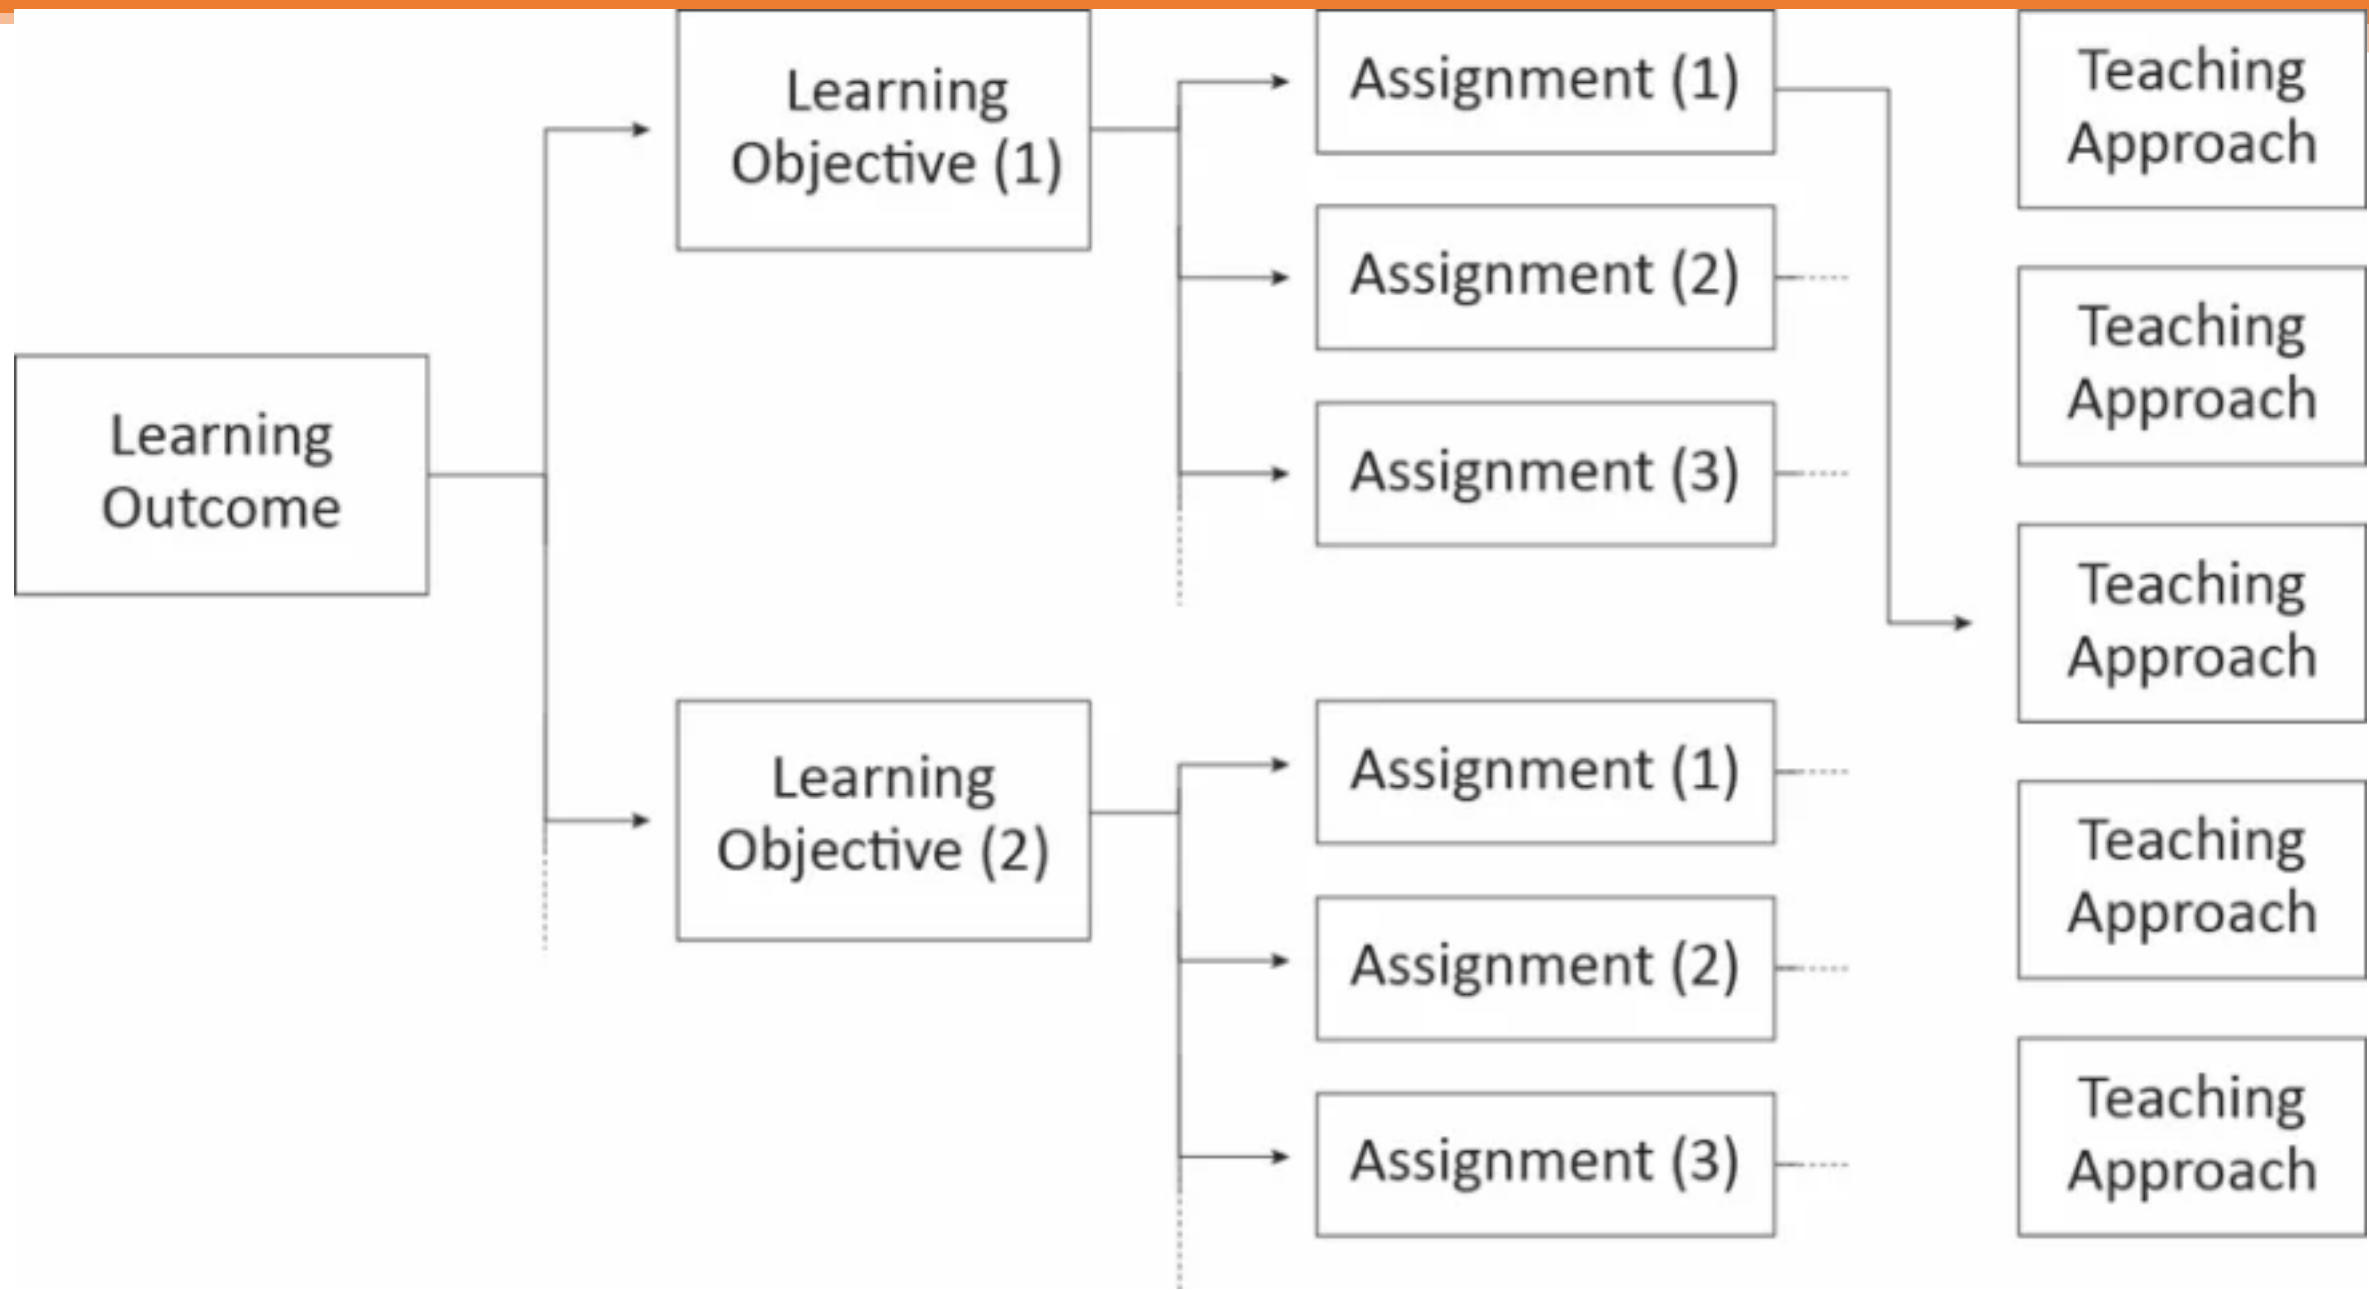 Learning
Outcome
Learning
Objective (1)
Assignment (1)
Assignment (2)
Assignment (3)
Learning
Objective (2)
Assignment (1)
Assignment (2)
Assignment (3)
Teaching
Approach
Teaching
Approach
Teaching
Approach
Teaching
Approach
Teaching
Approach